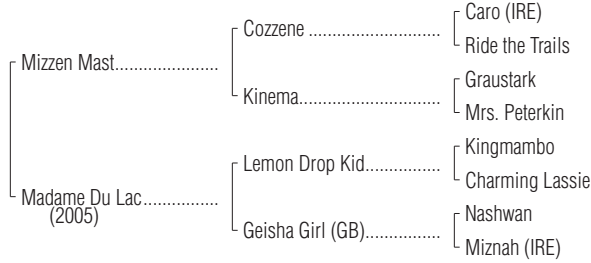 Caro (IRE)
Cozzene ............................
Ride the Trails
Mizzen Mast......................
Graustark
Kinema..............................
Mrs. Peterkin
Kingmambo
Lemon Drop Kid................
Charming Lassie
Madame Du Lac................
(2005)
Nashwan
Geisha Girl (GB)................
Miznah (IRE)